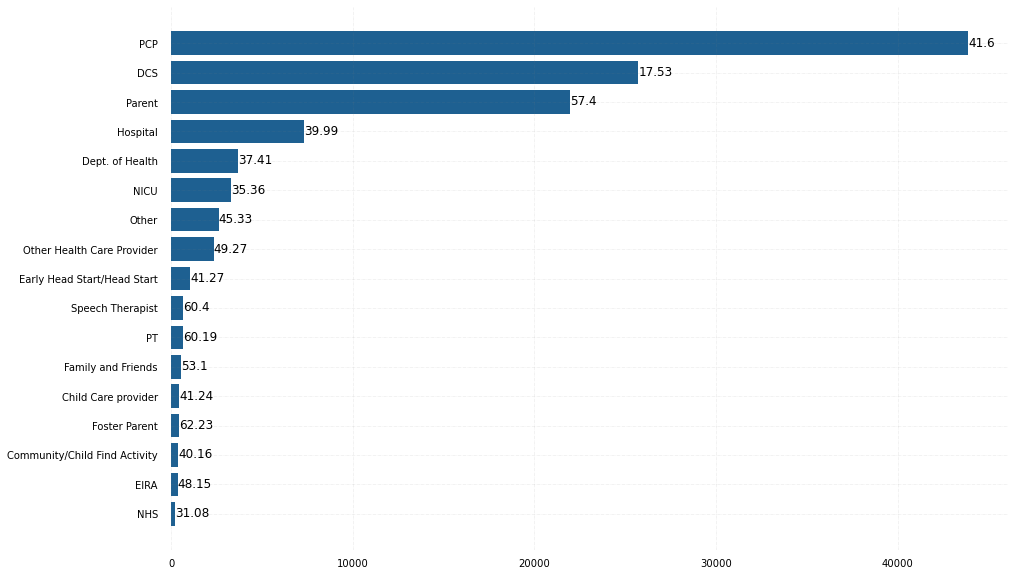 PCP 41.6
DCS 17.53
Parent 57.4
Hospital 39.99
Dept. of Health 37.41
NICU 35.36
Other 45.33
Other Health Care Provider 49.27
Early Head Start/Head Start 41.27
Speech Therapist 60.4
PT 60.19
Family and Friends 53.1
Child Care provider 41.24
Foster Parent 62.23
Community/Child Find Activity 40.16
EIRA 48.15
NHS 31.08
0 10000 20000 30000 40000